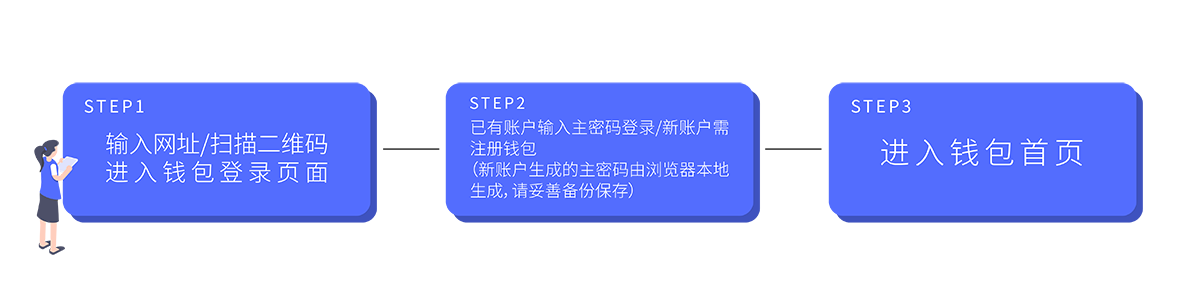 STEP1
输入网址/扫描二维码
进入钱包登录页面
STEP2
已有账户输入主密码登录/新账户需
注册钱包
(新账户生成的主密码由浏览器本地
生成,请妥善备份保存)
STEP3
进入钱包首页